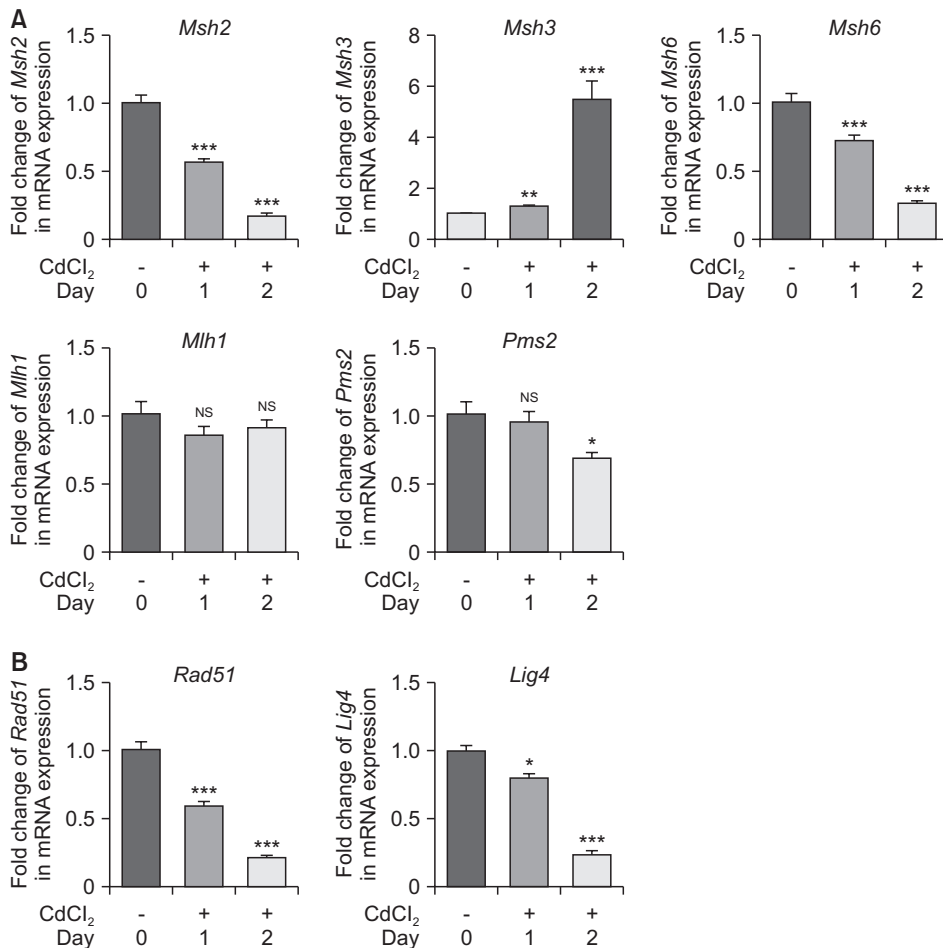 A
Msh2
Fold change of Msh2
in mRNA expression
1.5
1.0
0.5
0
***
***
CdCl₂ - + +
Day 0 1 2
Msh3
Fold change of Msh3
in mRNA expression
8
6
4
2
0
**
***
CdCl₂ - + +
Day 0 1 2
Msh6
Fold change of Msh6
in mRNA expression
1.5
1.0
0.5
0
***
***
CdCl₂ - + +
Day 0 1 2
Mlh1
Fold change of Mlh1
in mRNA expression
1.5
1.0
0.5
0
NS
NS
CdCl₂ - + +
Day 0 1 2
Pms2
Fold change of Pms2
in mRNA expression
1.5
1.0
0.5
0
NS
*
CdCl₂ - + +
Day 0 1 2
B
Rad51
Fold change of Rad51
in mRNA expression
1.5
1.0
0.5
0
***
***
CdCl₂ - + +
Day 0 1 2
Lig4
Fold change of Lig4
in mRNA expression
1.5
1.0
0.5
0
*
***
CdCl₂ - + +
Day 0 1 2